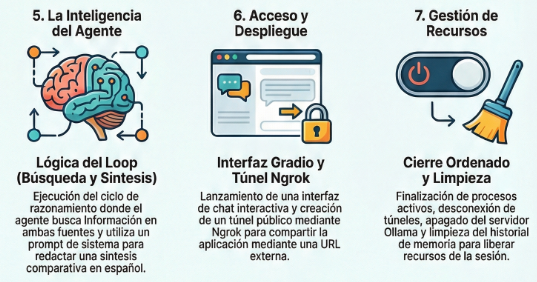 5. La Inteligencia
del Agente
Lógica del Loop
(Búsqueda y Sintesis)
Ejecución del ciclo de
razonamiento donde el
agente busca Información en
ambas fuentes y utiliza un
prompt de sistema para
redactar una sintesis
comparativa en español.
6. Acceso y
Despliegue
Interfaz Gradio y
Túnel Ngrok
Lanzamiento de una interfaz
de chat interactiva y creación
de un túnel público mediante
Ngrok para compartir la
aplicación mediante una URL
externa.
7. Gestión de
Recursos
Cierre Ordenado
y Limpieza
Finalización de procesos
activos, desconexión de
túneles, apagado del servidor
Ollama y limpieza del historial
de memoria para liberar
recursos de la sesión.